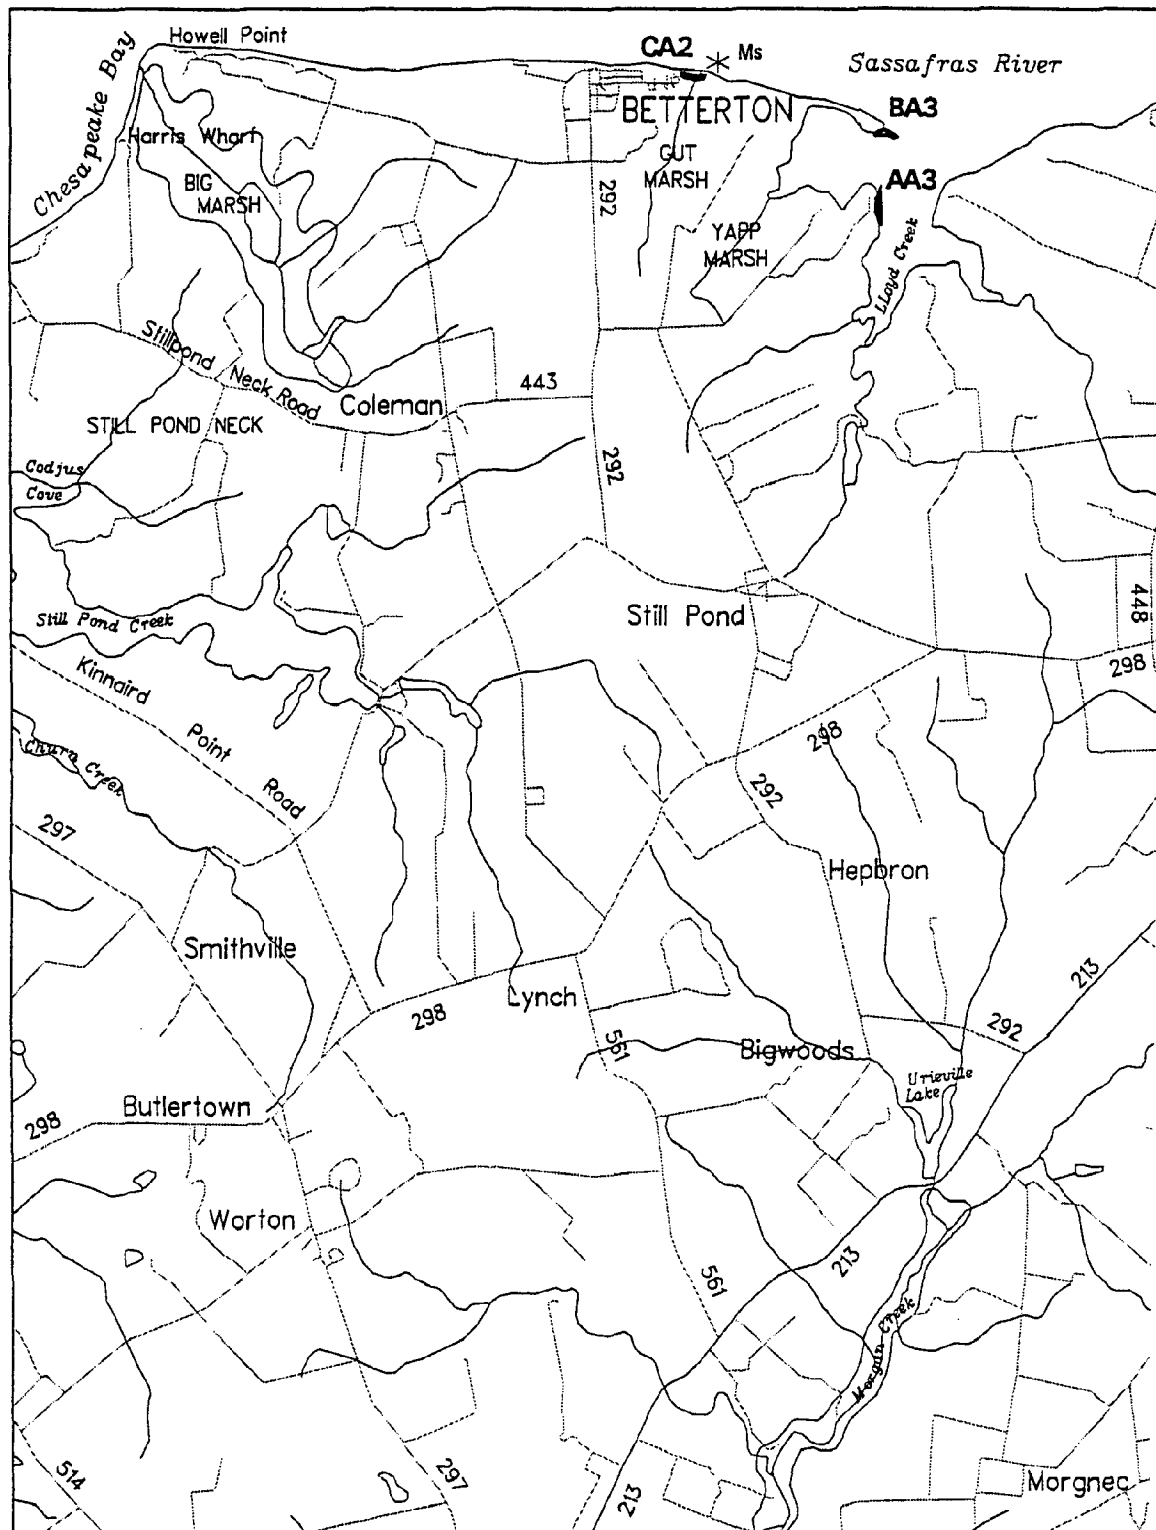 Howell Point
CA2
Ms
Sassafras River
Chesapeake Bay
BETTERTON
BA3
Harris Wharf
GUT
MARSH
BIG
MARSH
292
AA3
YAPP
MARSH
Lloyd Creek
Stillpond Neck Road
443
Coleman
STILL POND NECK
292
Codjus
Cove
Still Pond Creek
Still Pond
448
298
Kinnaird Point Road
298
292
Churn Creek
297
Hepbron
Smithville
213
Lynch
298
292
561
Bigwoods
Urieville
Lake
Butlertown
298
Worton
213
561
Morgan Creek
514
297
213
Morgnec